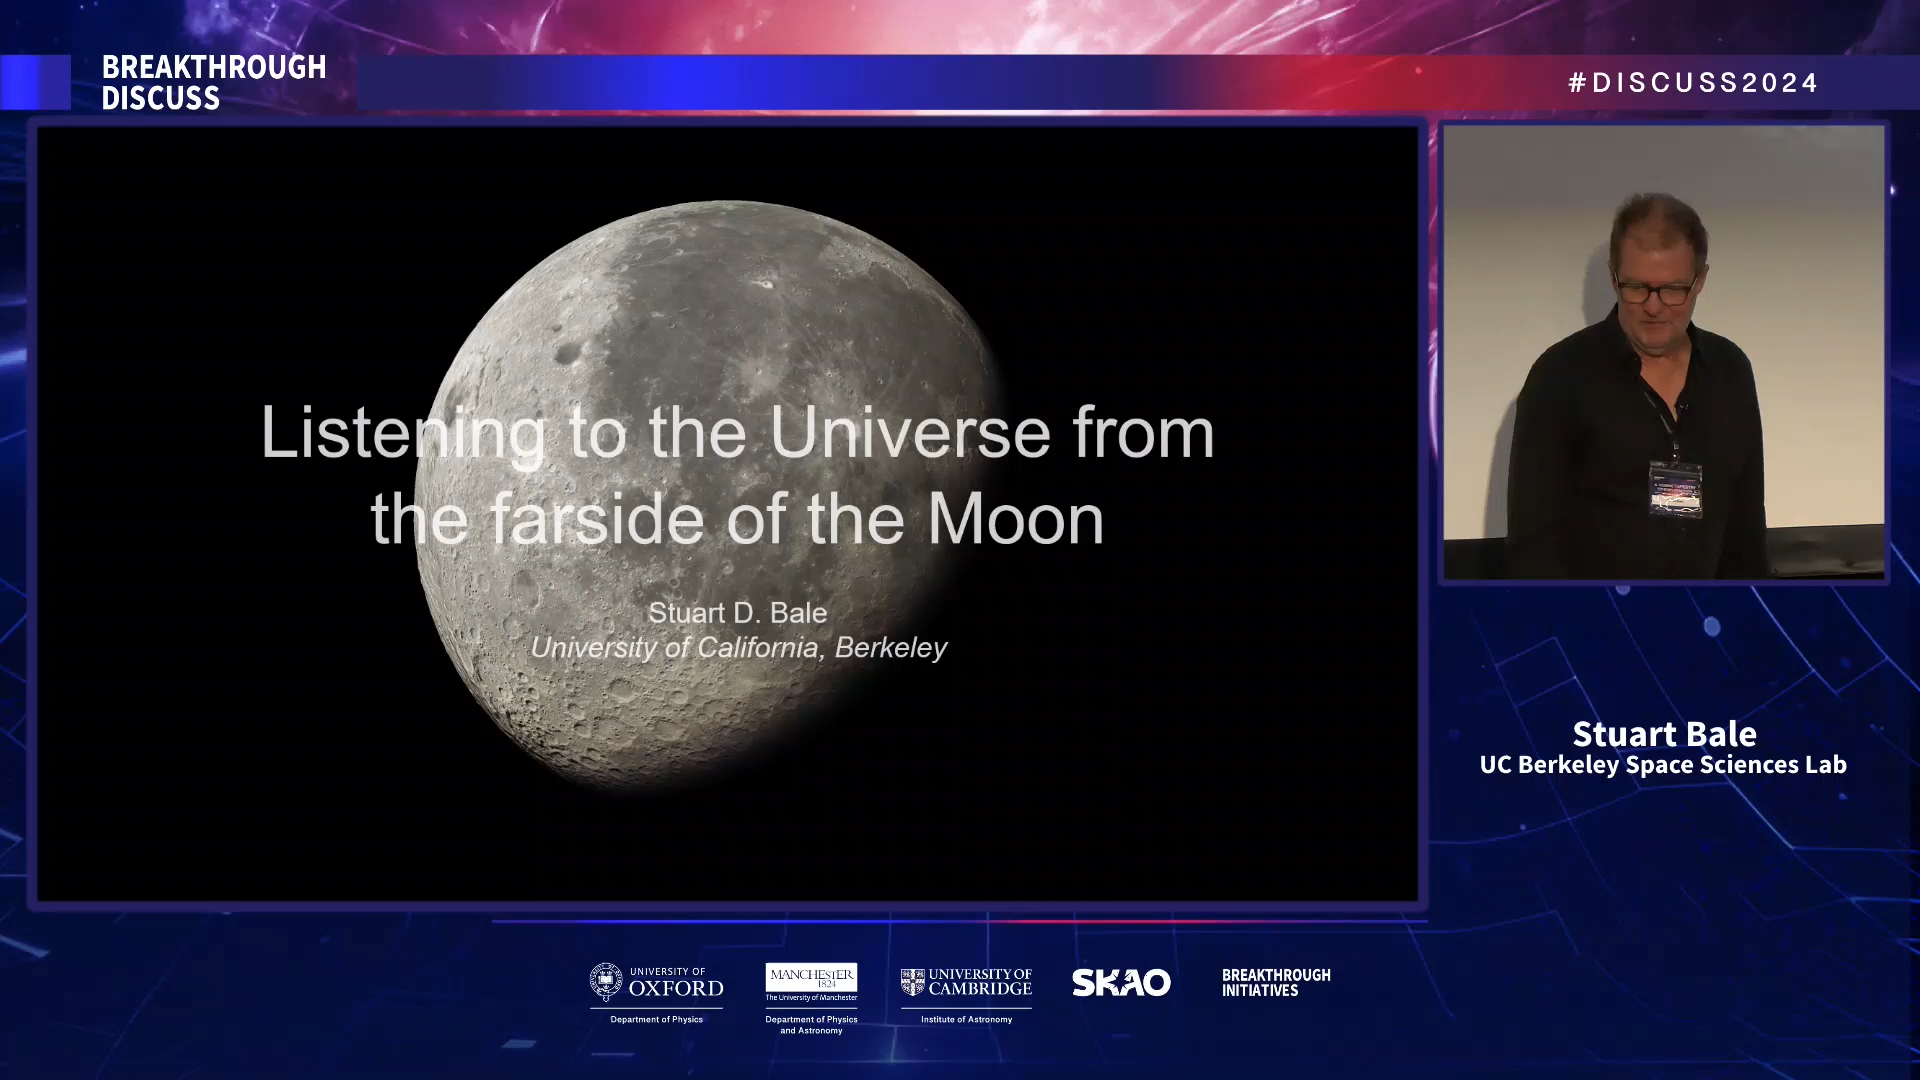 BREAKTHROUGH
DISCUSS
#DISCUSS2024
Listening to the Universe from
the farside of the Moon
Stuart D. Bale
University of California, Berkeley
Stuart Bale
UC Berkeley Space Sciences Lab
UNIVERSITY OF
OXFORD
Department of Physics
MANCHESTER
1824
The University of Manchester
Department of Physics
and Astronomy
UNIVERSITY OF
CAMBRIDGE
Institute of Astronomy
SKAO
BREAKTHROUGH
INITIATIVES